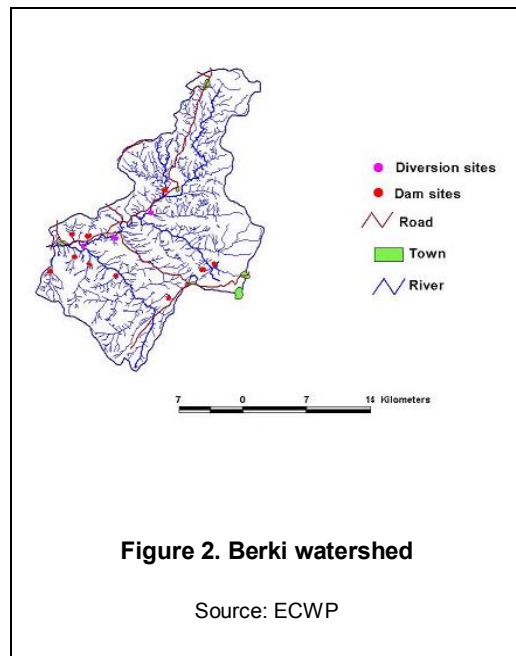 Diversion sites
Dam sites
Road
Town
River
7 0 7 14 Kilometers
Figure 2. Berki watershed
Source: ECWP